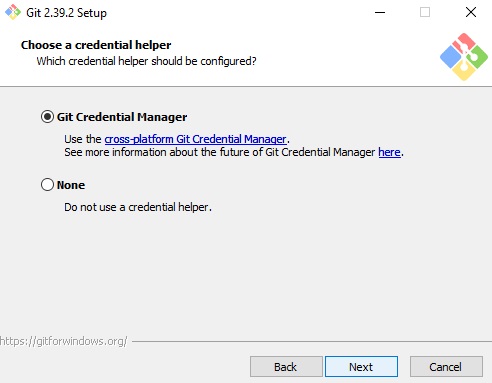 Git 2.39.2 Setup
Choose a credential helper
Which credential helper should be configured?
Git Credential Manager
Use the cross-platform Git Credential Manager.
See more information about the future of Git Credential Manager here.
None
Do not use a credential helper.
https://gitforwindows.org/
Back Next Cancel